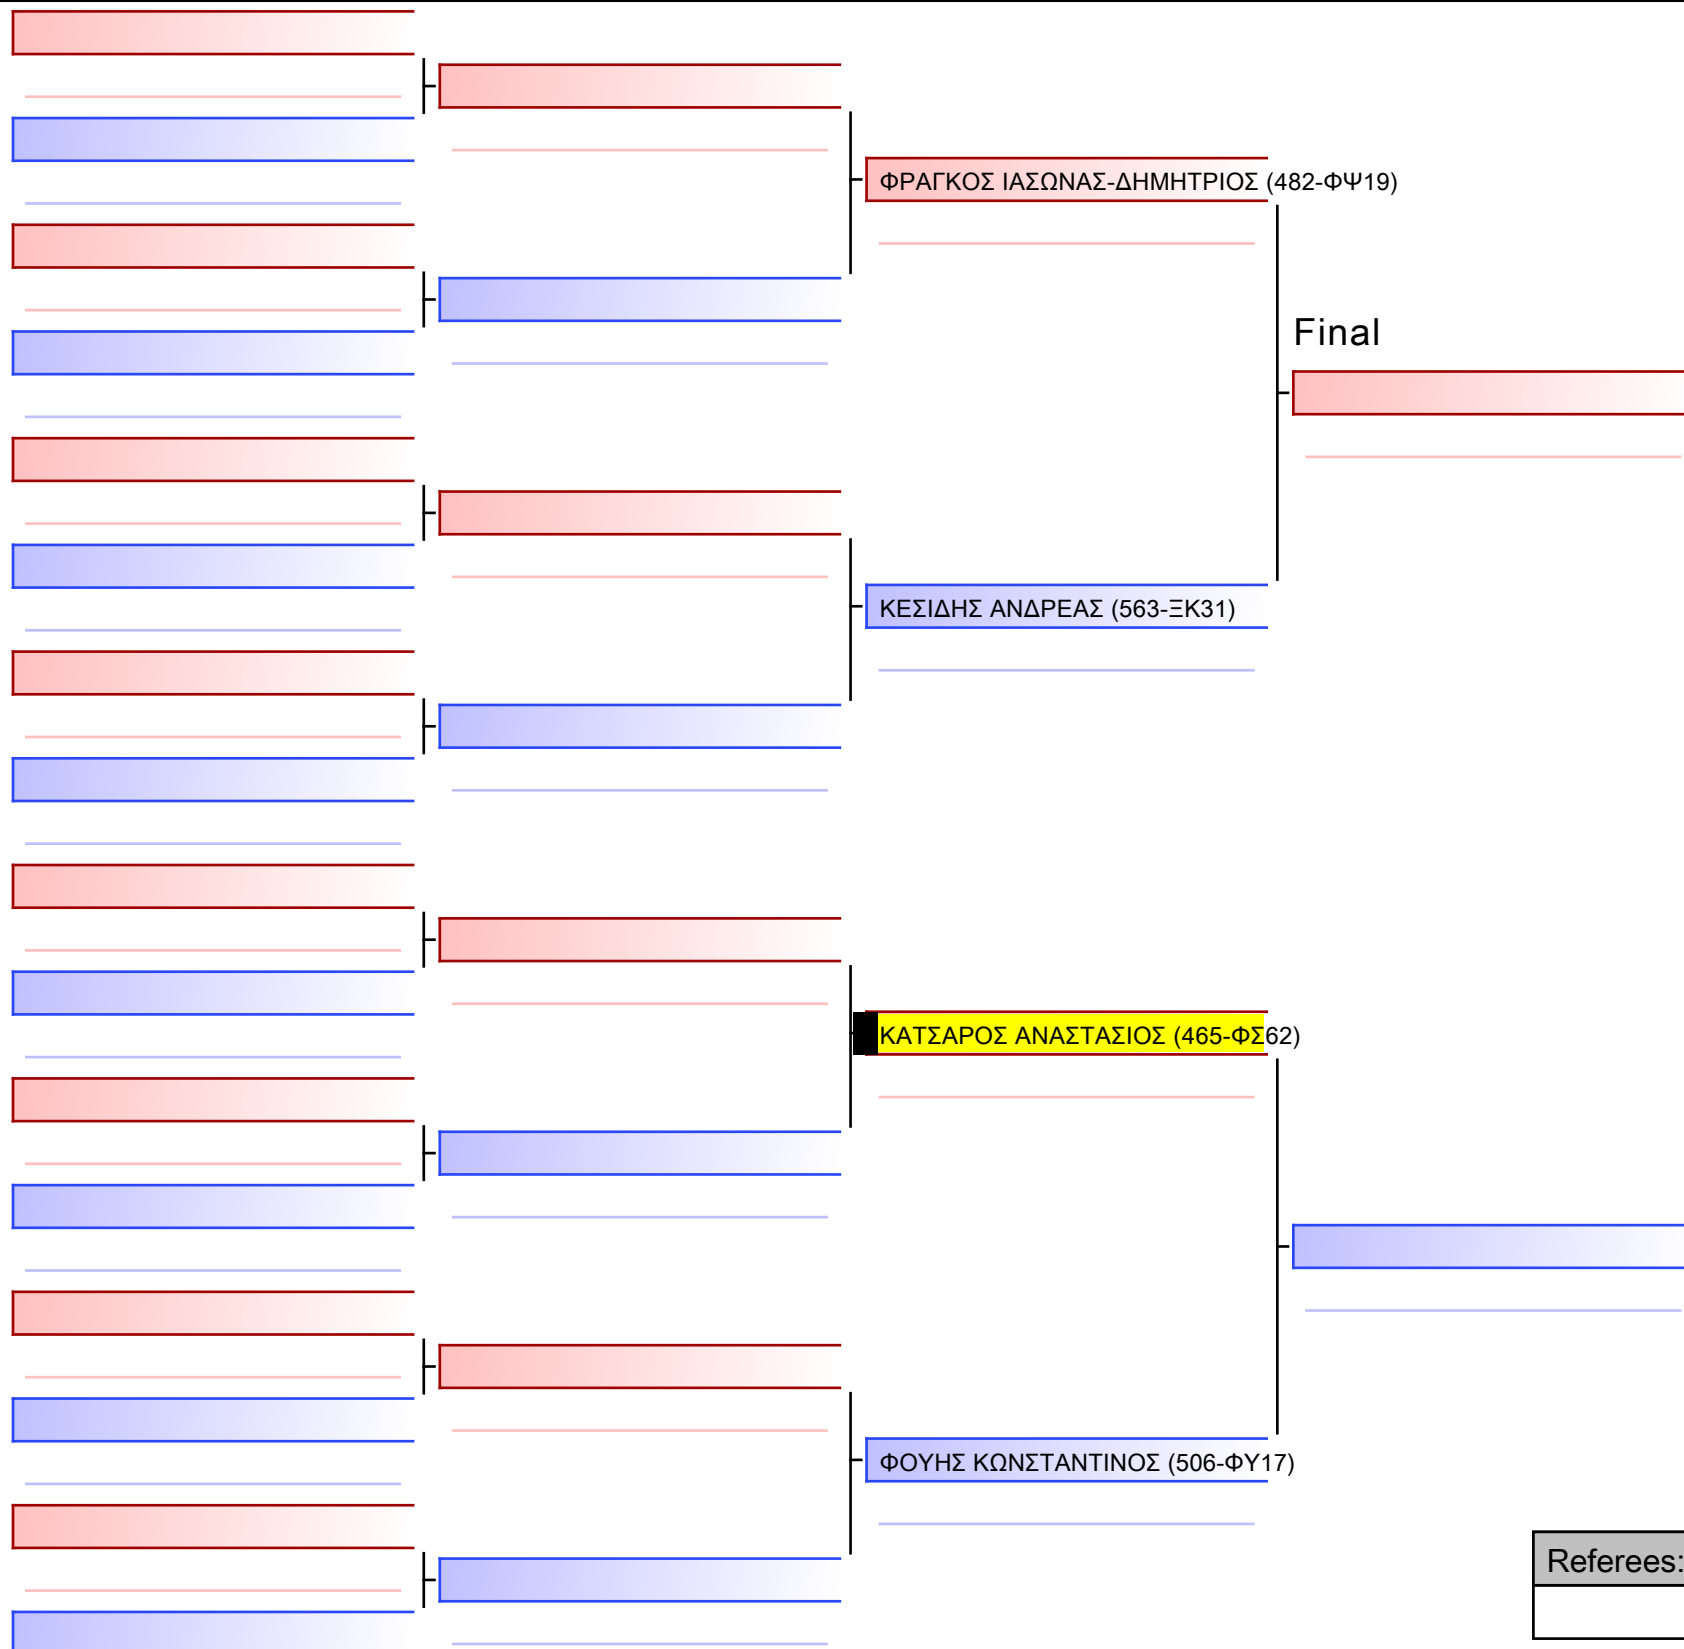 ΦΡΑΓΚΟΣ ΙΑΣΩΝΑΣ-ΔΗΜΗΤΡΙΟΣ (482-ΦΨ19)
Final
ΚΕΣΙΔΗΣ ΑΝΔΡΕΑΣ (563-ΞΚ31)
ΚΑΤΣΑΡΟΣ ΑΝΑΣΤΑΣΙΟΣ (465-ΦΣ62)
ΦΟΥΗΣ ΚΩΝΣΤΑΝΤΙΝΟΣ (506-ΦΥ17)
Referees: